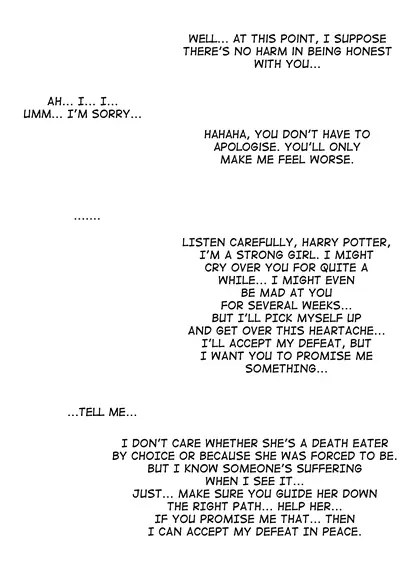 WELL... AT THIS POINT, I SUPPOSE
THERE'S NO HARM IN BEING HONEST
WITH YOU...
AH... I... I...
UMM... I'M SORRY...
HAHAHA, YOU DON'T HAVE TO
APOLOGISE. YOU'LL ONLY
MAKE ME FEEL WORSE.
.......
LISTEN CAREFULLY, HARRY POTTER,
I'M A STRONG GIRL. I MIGHT
CRY OVER YOU FOR QUITE A
WHILE... I MIGHT EVEN
BE MAD AT YOU
FOR SEVERAL WEEKS...
BUT I'LL PICK MYSELF UP
AND GET OVER THIS HEARTACHE...
I'LL ACCEPT MY DEFEAT, BUT
I WANT YOU TO PROMISE ME
SOMETHING...
...TELL ME...
I DON'T CARE WHETHER SHE'S A DEATH EATER
BY CHOICE OR BECAUSE SHE WAS FORCED TO BE.
BUT I KNOW SOMEONE'S SUFFERING
WHEN I SEE IT...
JUST... MAKE SURE YOU GUIDE HER DOWN
THE RIGHT PATH... HELP HER...
IF YOU PROMISE ME THAT... THEN
I CAN ACCEPT MY DEFEAT IN PEACE.